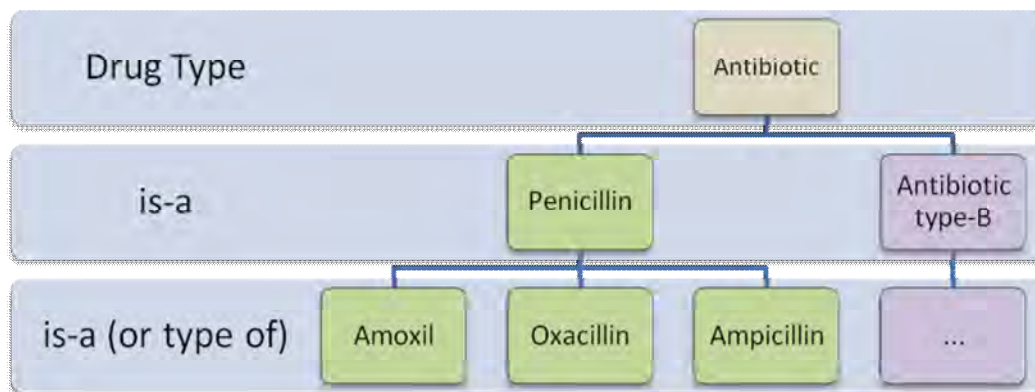 Drug Type
Antibiotic
is-a
Penicillin
Antibiotic
type-B
is-a (or type of)
Amoxil
Oxacillin
Ampicillin
...